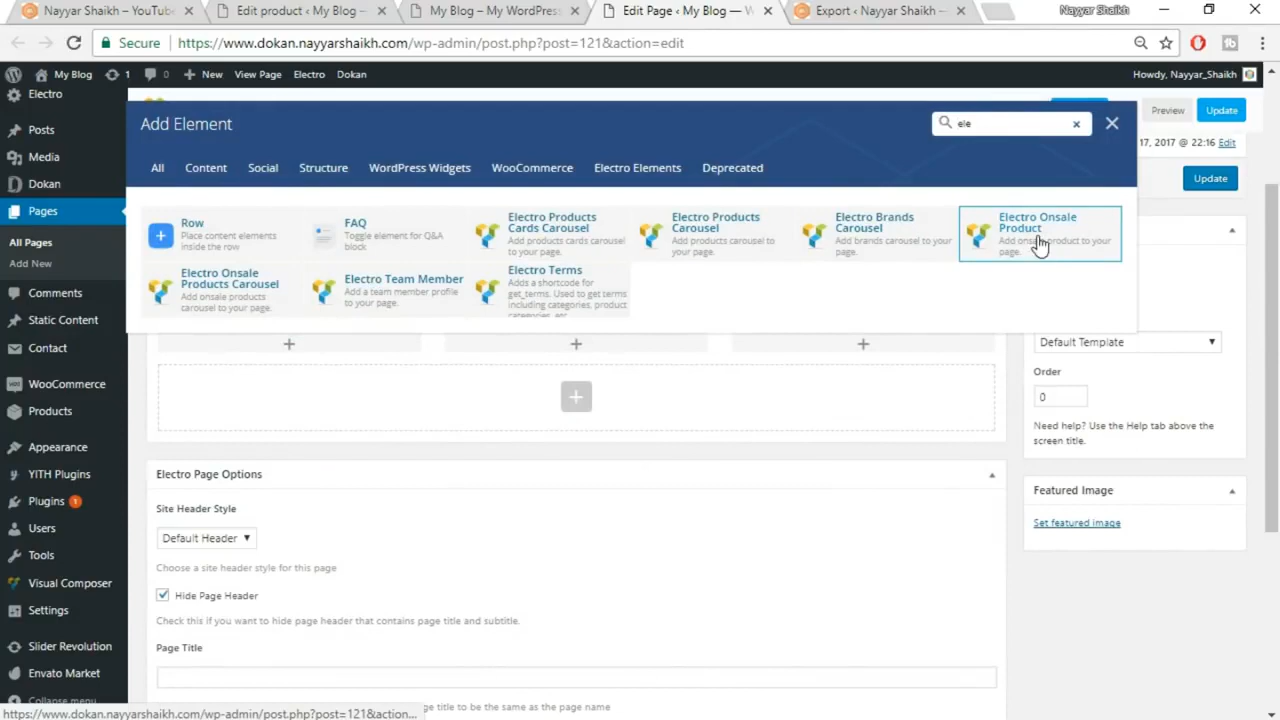 Nayyar Shaikh – YouTub
Edit product ‹ My Blog –
My Blog – My WordPress
Edit Page ‹ My Blog — W
Export ‹ Nayyar Shaikh —
Nayyar Shaikh
Secure
https://www.dokan.nayyarshaikh.com/wp-admin/post.php?post=121&action=edit
My Blog
1
New
View Page
Electro
Dokan
Howdy, Nayyar_Shaikh
Electro
Posts
Media
Dokan
Pages
All Pages
Add New
Comments
Static Content
Contact
WooCommerce
Products
Appearance
YITH Plugins
Plugins 1
Users
Tools
Visual Composer
Settings
Slider Revolution
Envato Market
Collapse menu
Add Element
ele
All
Content
Social
Structure
WordPress Widgets
WooCommerce
Electro Elements
Deprecated
Row
Place content elements
inside the row
FAQ
Toggle element for Q&A
block
Electro Products
Cards Carousel
Add products cards carousel
to your page.
Electro Products
Carousel
Add products carousel to
your page.
Electro Brands
Carousel
Add brands carousel to your
page.
Electro Onsale
Product
Add onsale product to your
page.
Electro Onsale
Products Carousel
Add onsale products
carousel to your page.
Electro Team Member
Add a team member profile
to your page.
Electro Terms
Adds a shortcode for
get_terms. Used to get terms
including categories, product
categories, etc
Preview
Update
17, 2017 @ 22:16 Edit
Update
Default Template
Order
0
Need help? Use the Help tab above the
screen title.
Featured Image
Set featured image
Electro Page Options
Site Header Style
Default Header
Choose a site header style for this page
Hide Page Header
Check this if you want to hide page header that contains page title and subtitle.
Page Title
ge title to be the same as the page name
https://www.dokan.nayyarshaikh.com/wp-admin/post.php?post=121&action...